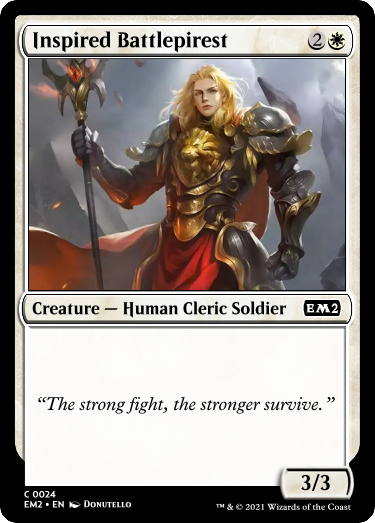 Inspired Battlepirest 2
Creature — Human Cleric Soldier EM2
“The strong fight, the stronger survive.”
3/3
C 0024
EM2 • EN Donutello
™ & © 2021 Wizards of the Coast